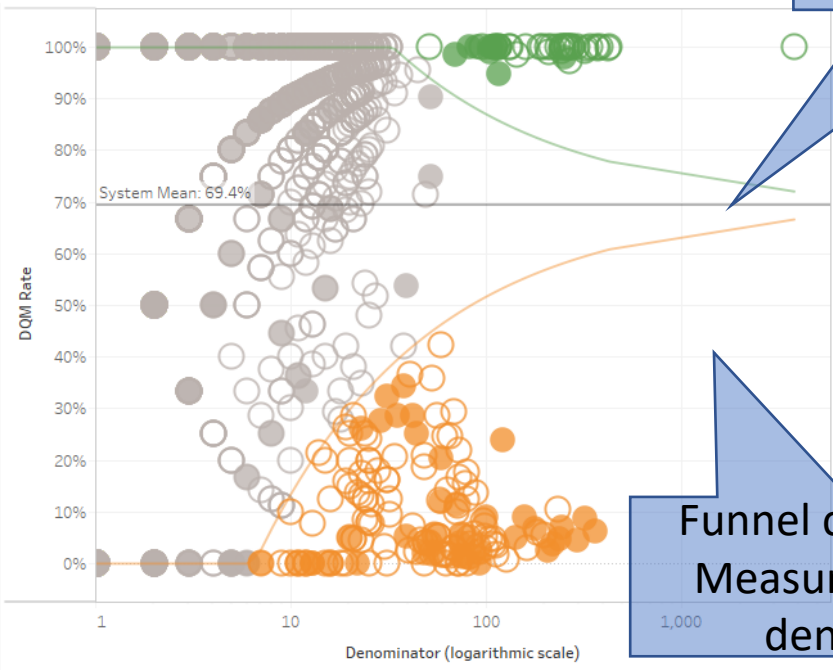 100%
90%
80%
System Mean: 69.4%
70%
60%
50%
40%
30%
20%
10%
0%
DQM Rate
1 10 100 1,000
Denominator (logarithmic scale)
Funnel
Measur
den